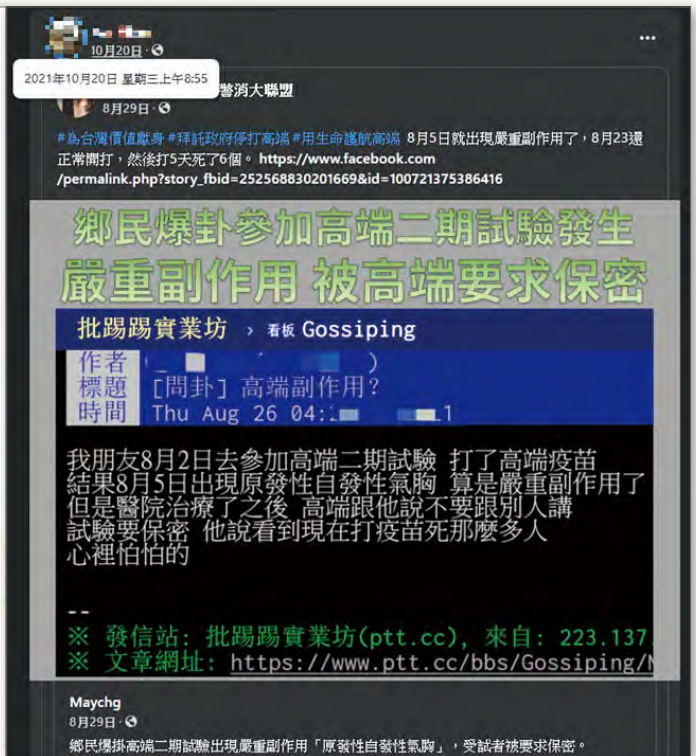 10月20日
2021年10月20日 星期三上午8:55
警消大聯盟
8月29日
#為台灣價值獻身 #拜託政府停打高端 #用生命護航高端 8月5日就出現嚴重副作用了，8月23還
正常開打，然後打5天死了6個。https://www.facebook.com
/permalink.php?story_fbid=252568830201669&id=100721375386416
鄉民爆卦參加高端二期試驗發生
嚴重副作用 被高端要求保密
批踢踢實業坊 › 看板 Gossiping
作者
標題 [問卦] 高端副作用?
時間 Thu Aug 26 04:
我朋友8月2日去參加高端二期試驗 打了高端疫苗
結果8月5日出現原發性自發性氣胸 算是嚴重副作用了
但是醫院治療了之後 高端跟他說不要跟別人講
試驗要保密 他說看到現在打疫苗死那麼多人
心裡怕怕的
--
※ 發信站: 批踢踢實業坊(ptt.cc), 來自: 223.137
※ 文章網址: https://www.ptt.cc/bbs/Gossiping/
Maychg
8月29日
鄉民爆掛高端二期試驗出現嚴重副作用「原發性自發性氣胸」，受試者被要求保密。